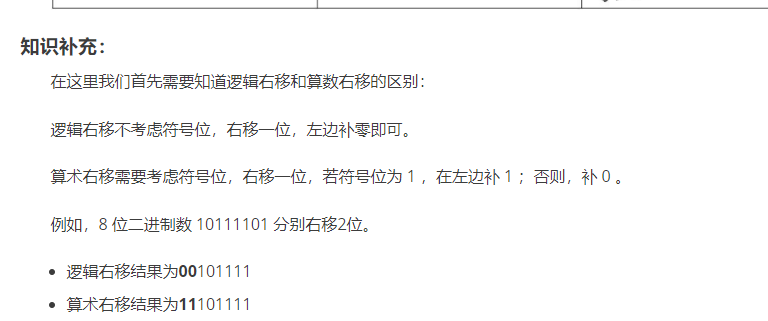 知识补充：
在这里我们首先需要知道逻辑右移和算数右移的区别：
逻辑右移不考虑符号位，右移一位，左边补零即可。
算术右移需要考虑符号位，右移一位，若符号位为 1 ，在左边补 1 ；否则，补 0 。
例如，8 位二进制数 10111101 分别右移2位。
逻辑右移结果为00101111
算术右移结果为11101111